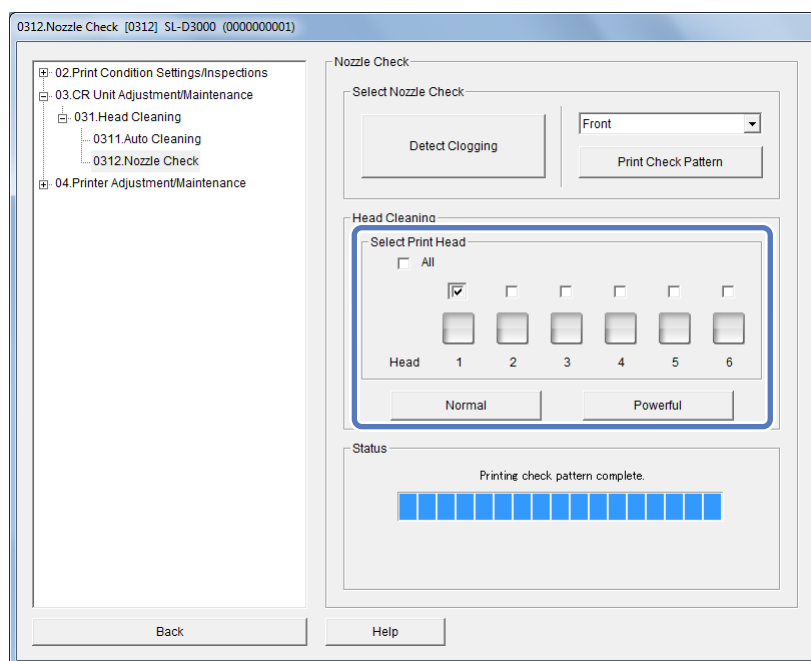 0312.Nozzle Check [0312] SL-D3000 (0000000001)
02.Print Condition Settings/Inspections
03.CR Unit Adjustment/Maintenance
031.Head Cleaning
0311.Auto Cleaning
0312.Nozzle Check
04.Printer Adjustment/Maintenance
Nozzle Check
Select Nozzle Check
Detect Clogging
Front
Print Check Pattern
Head Cleaning
Select Print Head
All
Head 1 2 3 4 5 6
Normal Powerful
Status
Printing check pattern complete.
Back Help